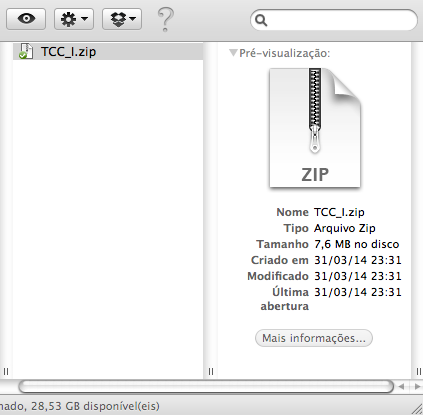 TCC_I.zip
Pré-visualização:
ZIP
Nome TCC_I.zip
Tipo Arquivo Zip
Tamanho 7,6 MB no disco
Criado em 31/03/14 23:31
Modificado 31/03/14 23:31
Última 31/03/14 23:31
abertura
Mais informações...
nado, 28,53 GB disponível(eis)